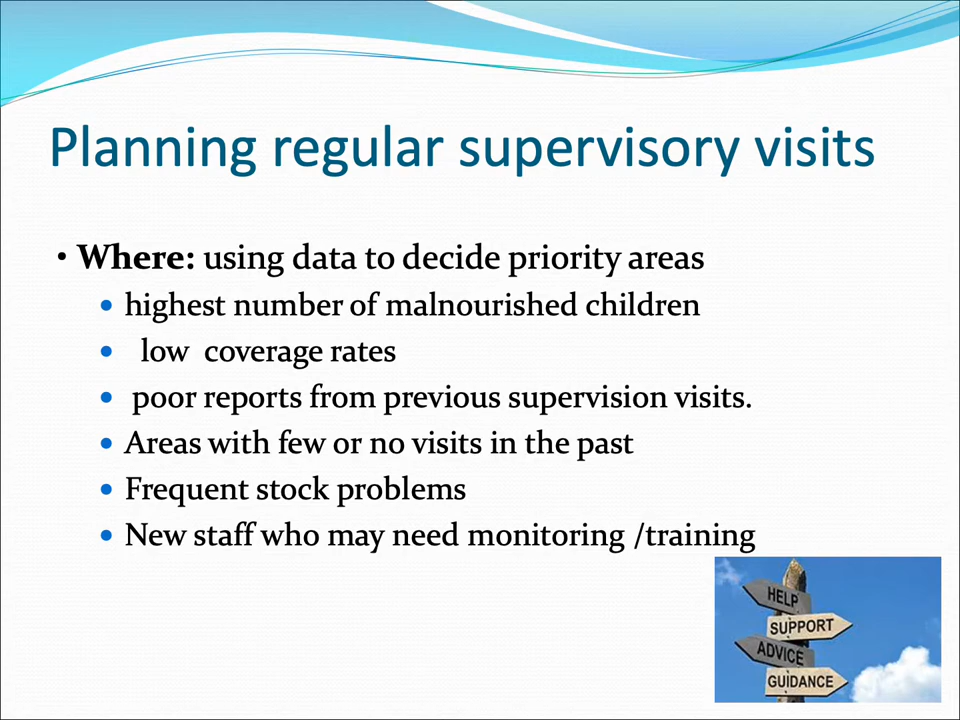 Planning regular supervisory visits
• Where: using data to decide priority areas
• highest number of malnourished children
• low coverage rates
• poor reports from previous supervision visits.
• Areas with few or no visits in the past
• Frequent stock problems
• New staff who may need monitoring /training
HELP
SUPPORT
ADVICE
GUIDANCE